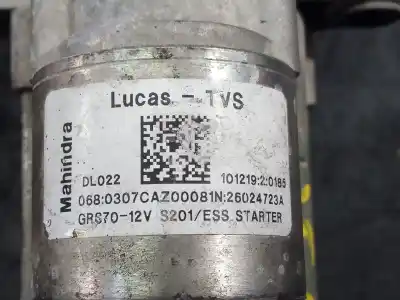 Lucas - TVS
Mahindra
DL022
101219:2:0185
068:0307CAZ00081N:26024723A
GRS70-12V S201/ESS STARTER